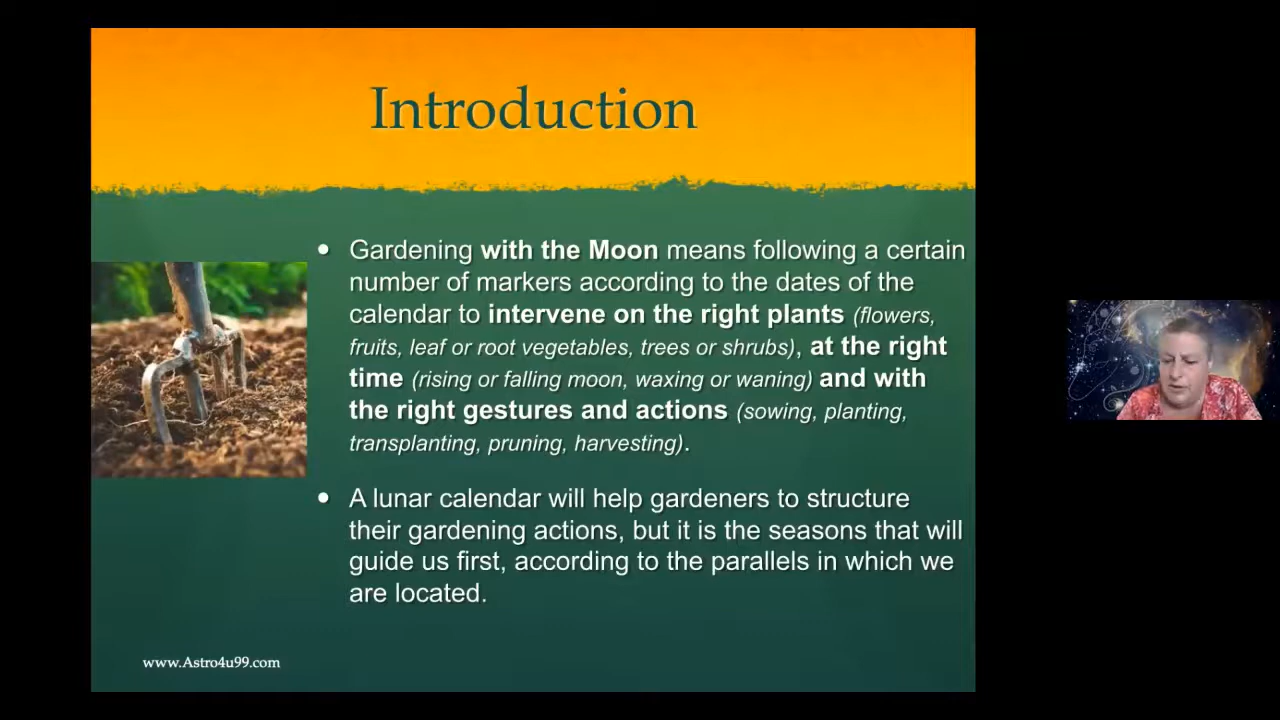 Introduction
• Gardening with the Moon means following a certain
number of markers according to the dates of the
calendar to intervene on the right plants (flowers,
fruits, leaf or root vegetables, trees or shrubs), at the right
time (rising or falling moon, waxing or waning) and with
the right gestures and actions (sowing, planting,
transplanting, pruning, harvesting).
• A lunar calendar will help gardeners to structure
their gardening actions, but it is the seasons that will
guide us first, according to the parallels in which we
are located.
www.Astro4u99.com